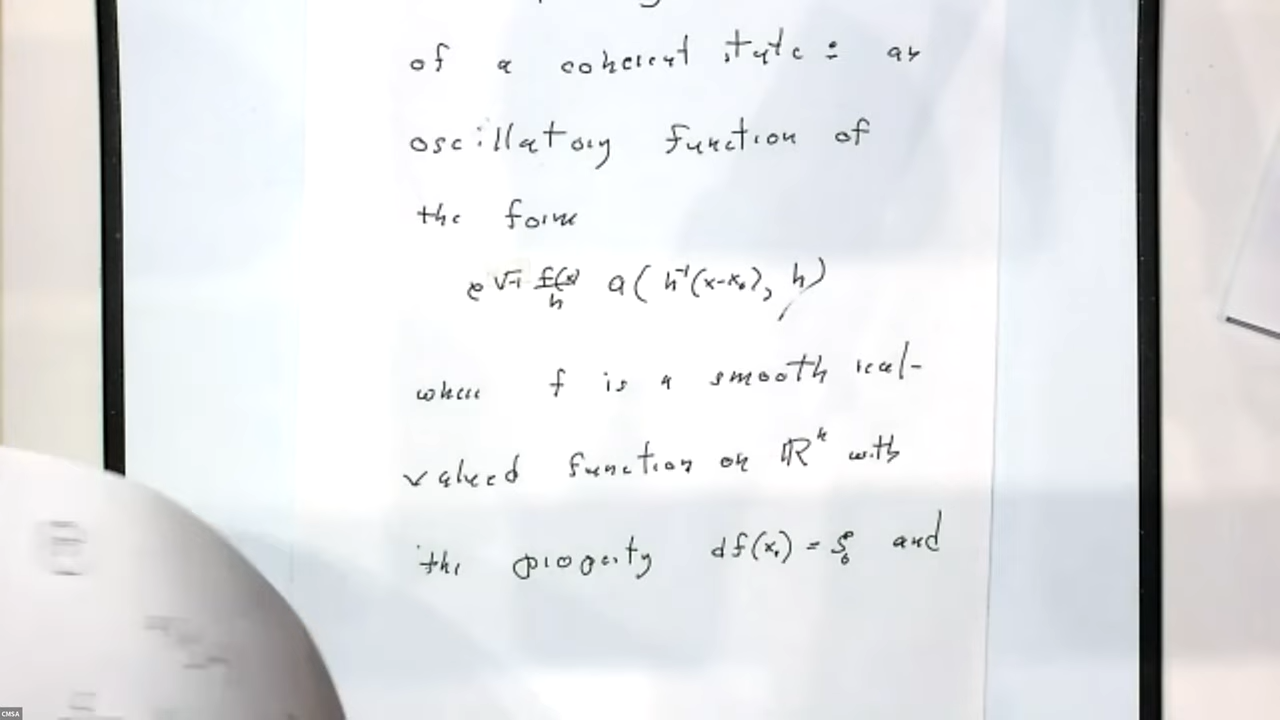 of a coherent state: an
oscillatory function of
the form
e^{√-1 f(x)/h} a(h^{-1}(x-x_0), h)
where f is a smooth real-
valued function on ℝ^n with
the property df(x_0) = ξ_0 and
CMSA